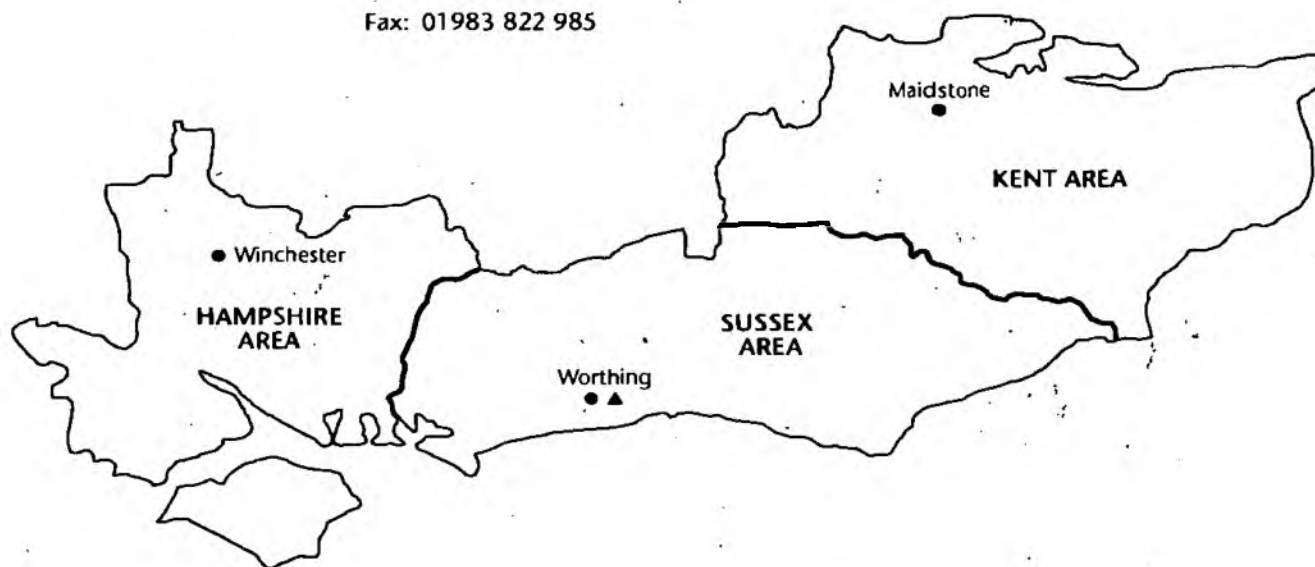 Fax: 01983 822 985
Maidstone
KENT AREA
Winchester
HAMPSHIRE
AREA
SUSSEX
AREA
Worthing